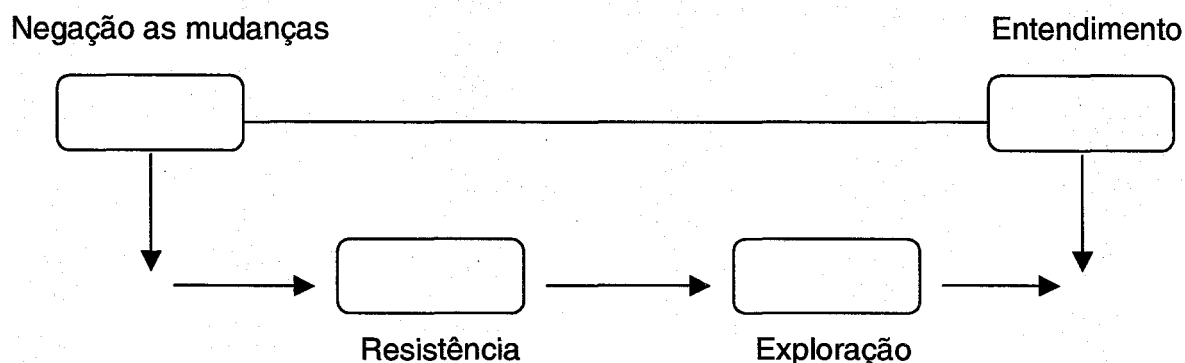 Negação as mudanças
Entendimento
Resistência
Exploração